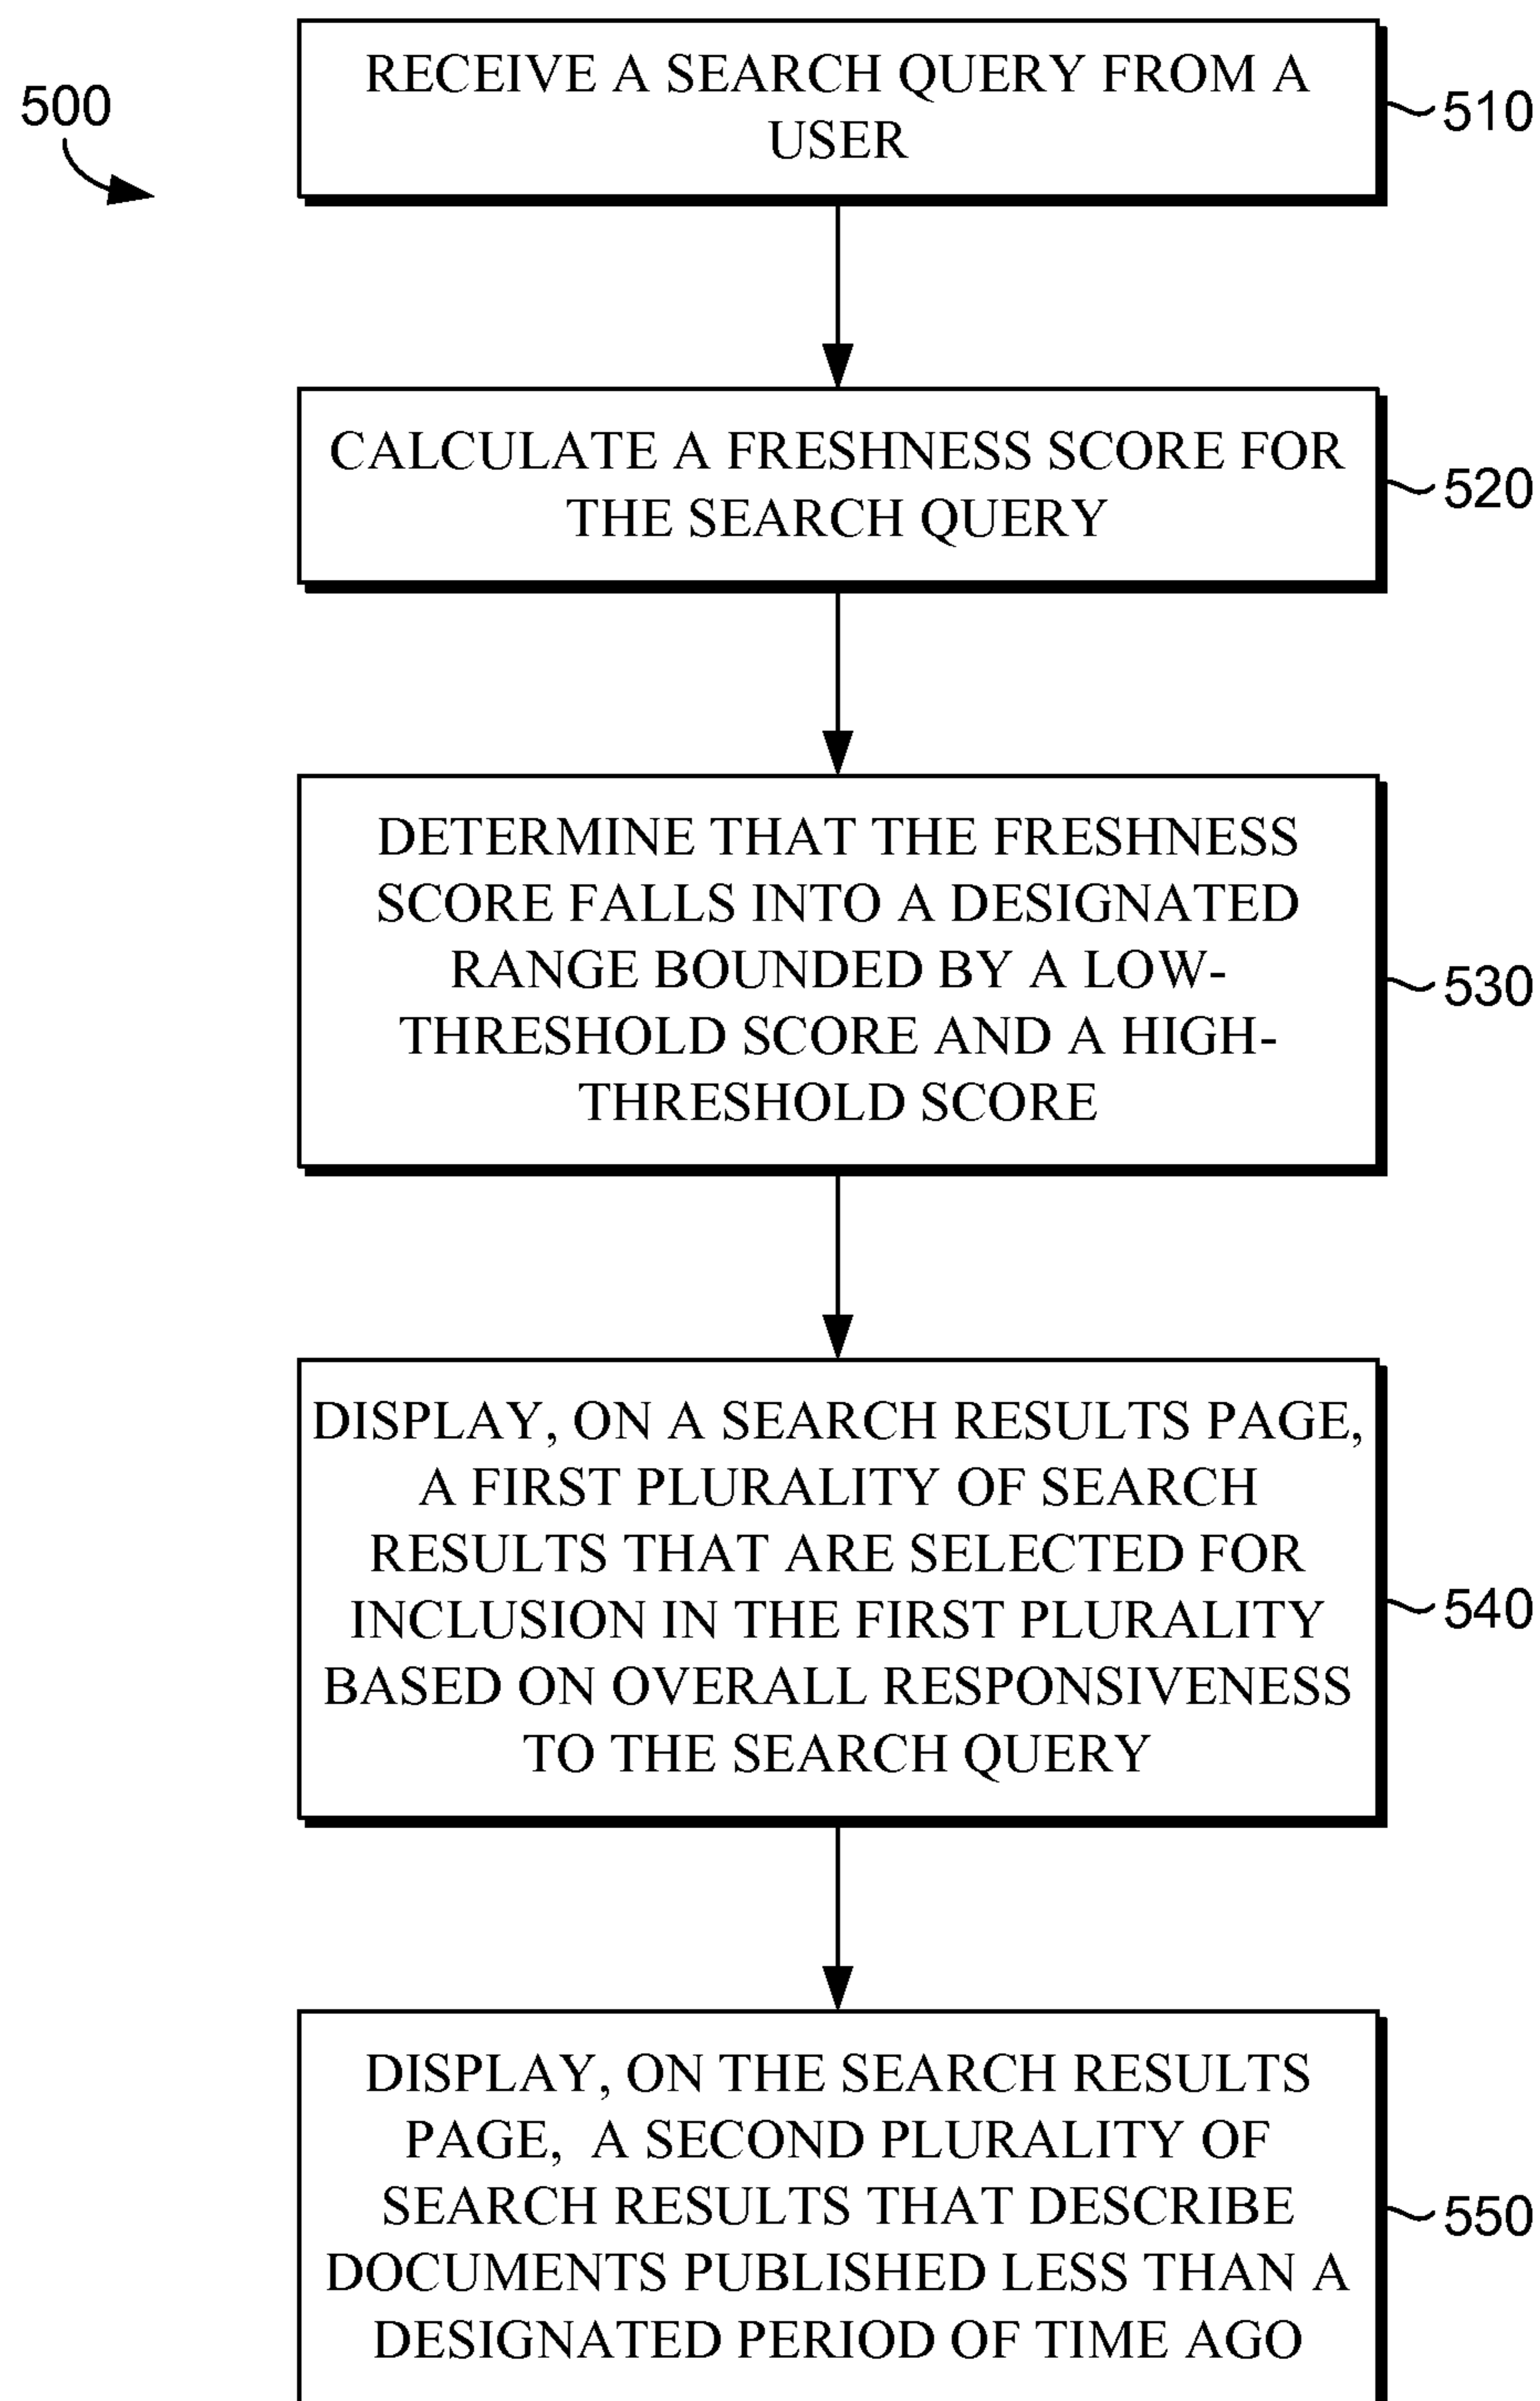 500
RECEIVE A SEARCH QUERY FROM A
USER
510
CALCULATE A FRESHNESS SCORE FOR
THE SEARCH QUERY
520
DETERMINE THAT THE FRESHNESS
SCORE FALLS INTO A DESIGNATED
RANGE BOUNDED BY A LOW-
THRESHOLD SCORE AND A HIGH-
THRESHOLD SCORE
530
DISPLAY, ON A SEARCH RESULTS PAGE,
A FIRST PLURALITY OF SEARCH
RESULTS THAT ARE SELECTED FOR
INCLUSION IN THE FIRST PLURALITY
BASED ON OVERALL RESPONSIVENESS
TO THE SEARCH QUERY
540
DISPLAY, ON THE SEARCH RESULTS
PAGE, A SECOND PLURALITY OF
SEARCH RESULTS THAT DESCRIBE
DOCUMENTS PUBLISHED LESS THAN A
DESIGNATED PERIOD OF TIME AGO
550